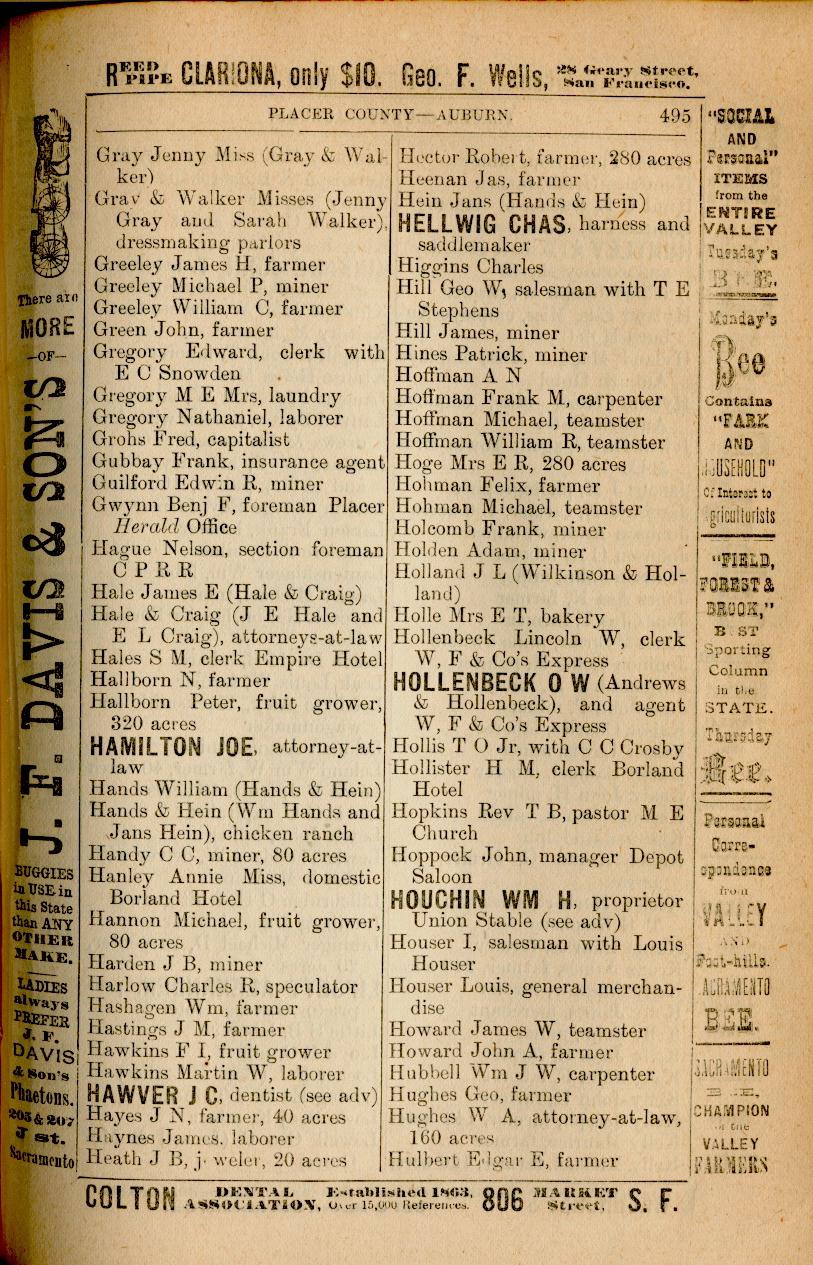 REED PIPE CLARIONA, only $10. Geo. F. Wells, 28 Geary Street, San Francisco.
PLACER COUNTY—AUBURN. 495
Gray Jenny Miss (Gray & Wal-
ker)
Gray & Walker Misses (Jenny
Gray and Sarah Walker),
dressmaking parlors
Greeley James H, farmer
Greeley Michael P, miner
Greeley William C, farmer
Green John, farmer
Gregory Edward, clerk with
E C Snowden
Gregory M E Mrs, laundry
Gregory Nathaniel, laborer
Grohs Fred, capitalist
Gubbay Frank, insurance agent
Guilford Edwin R, miner
Gwynn Benj F, foreman Placer
Herald Office
Hague Nelson, section foreman
C P R R
Hale James E (Hale & Craig)
Hale & Craig (J E Hale and
E L Craig), attorneys-at-law
Hales S M, clerk Empire Hotel
Hallborn N, farmer
Hallborn Peter, fruit grower,
320 acres
HAMILTON JOE, attorney-at-
law
Hands William (Hands & Hein)
Hands & Hein (Wm Hands and
Jans Hein), chicken ranch
Handy C C, miner, 80 acres
Hanley Annie Miss, domestic
Borland Hotel
Hannon Michael, fruit grower,
80 acres
Harden J B, miner
Harlow Charles R, speculator
Hashagen Wm, farmer
Hastings J M, farmer
Hawkins F I, fruit grower
Hawkins Martin W, laborer
HAWVER J C, dentist (see adv)
Hayes J N, farmer, 40 acres
Haynes James. laborer
Heath J B, jeweler, 20 acres
Hector Robert, farmer, 280 acres
Heenan Jas, farmer
Hein Jans (Hands & Hein)
HELLWIG CHAS, harness and
saddlemaker
Higgins Charles
Hill Geo W, salesman with T E
Stephens
Hill James, miner
Hines Patrick, miner
Hoffman A N
Hoffman Frank M, carpenter
Hoffman Michael, teamster
Hoffman William R, teamster
Hoge Mrs E R, 280 acres
Hohman Felix, farmer
Hohman Michael, teamster
Holcomb Frank, miner
Holden Adam, miner
Holland J L (Wilkinson & Hol-
land)
Holle Mrs E T, bakery
Hollenbeck Lincoln W, clerk
W, F & Co's Express
HOLLENBECK O W (Andrews
& Hollenbeck), and agent
W, F & Co's Express
Hollis T O Jr, with C C Crosby
Hollister H M, clerk Borland
Hotel
Hopkins Rev T B, pastor M E
Church
Hoppock John, manager Depot
Saloon
HOUCHIN WM H, proprietor
Union Stable (see adv)
Houser I, salesman with Louis
Houser
Houser Louis, general merchan-
dise
Howard James W, teamster
Howard John A, farmer
Hubbell Wm J W, carpenter
Hughes Geo, farmer
Hughes W A, attorney-at-law,
160 acres
Hulbert Edgar E, farmer
There are
MORE
—OF—
J. F. DAVIS & SON'S
BUGGIES
in USE in
this State
than ANY
OTHER
MAKE.
LADIES
always
PREFER
J. F.
DAVIS
& Son's
Phaetons.
205 & 207
J st.
Sacramento
"SOCIAL
AND
Personal"
ITEMS
from the
ENTIRE
VALLEY
Tuesday's
BEE.
Monday's
Bee
Contains
"FARK
AND
HOUSEHOLD"
Of Interest to
Agriculturists
"FIELD,
FOREST &
BROOK,"
BEST
Sporting
Column
in the
STATE.
Thursday
Bee.
Personal
Corre-
spondence
from
VALLEY
AND
Foot-hills.
SACRAMENTO
BEE.
SACRAMENTO
BEE,
CHAMPION
of the
VALLEY
FARMERS
COLTON DENTAL ASSOCIATION, Established 1863, Over 15,000 References. 806 MARKET Street, S. F.